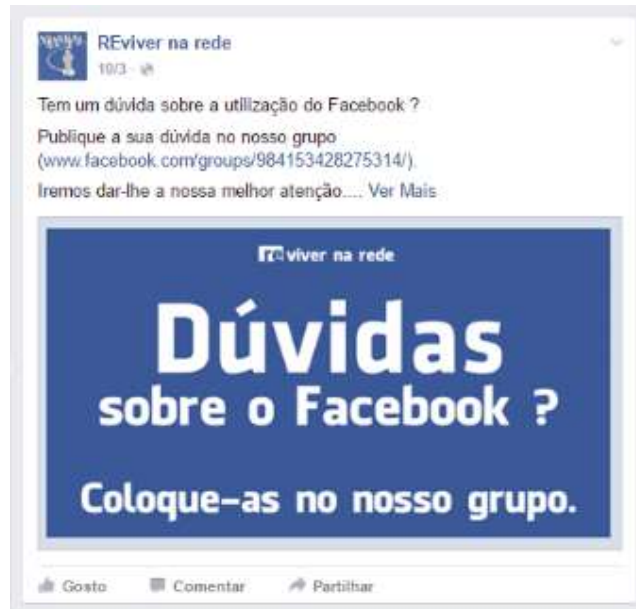 REviver na rede
10/3
Tem um dúvida sobre a utilização do Facebook ?
Publique a sua dúvida no nosso grupo
(www.facebook.com/groups/984153428275314/).
Iremos dar-lhe a nossa melhor atenção.... Ver Mais
reviver na rede
Dúvidas
sobre o Facebook ?
Coloque-as no nosso grupo.
Gosto Comentar Partilhar